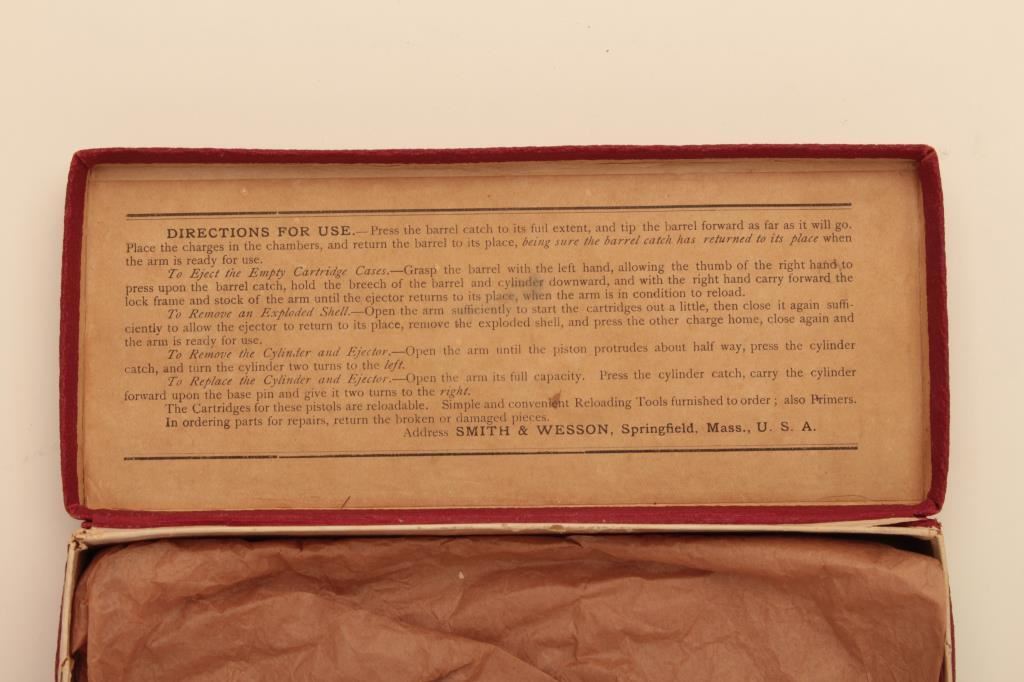 DIRECTIONS FOR USE.—Press the barrel catch to its full extent, and tip the barrel forward as far as it will go.
Place the charges in the chambers, and return the barrel to its place, being sure the barrel catch has returned to its place when
the arm is ready for use.
To Eject the Empty Cartridge Cases.—Grasp the barrel with the left hand, allowing the thumb of the right hand to
press upon the barrel catch, hold the breech of the barrel and cylinder downward, and with the right hand carry forward the
lock frame and stock of the arm until the ejector returns to its place, when the arm is in condition to reload.
To Remove an Exploded Shell.—Open the arm sufficiently to start the cartridges out a little, then close it again suffi-
ciently to allow the ejector to return to its place, remove the exploded shell, and press the other charge home, close again and
the arm is ready for use.
To Remove the Cylinder and Ejector.—Open the arm until the piston protrudes about half way, press the cylinder
catch, and turn the cylinder two turns to the left.
To Replace the Cylinder and Ejector.—Open the arm its full capacity. Press the cylinder catch, carry the cylinder
forward upon the base pin and give it two turns to the right.
The Cartridges for these pistols are reloadable. Simple and convenient Reloading Tools furnished to order; also Primers.
In ordering parts for repairs, return the broken or damaged pieces.
Address SMITH & WESSON, Springfield, Mass., U. S. A.